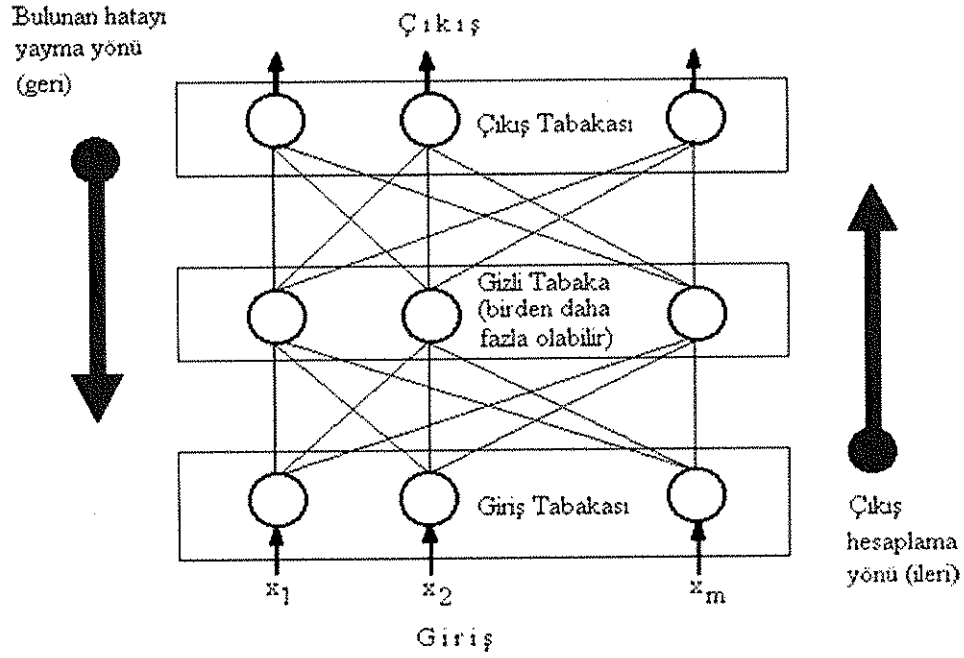 Bulunan hatayı
yayma yönü
(geri)
Çıkış
Çıkış Tabakası
Gizli Tabaka
(birden daha
fazla olabilir)
Giriş Tabakası
Çıkış
hesaplama
yönü (ileri)
x1
x2
xm
Giriş